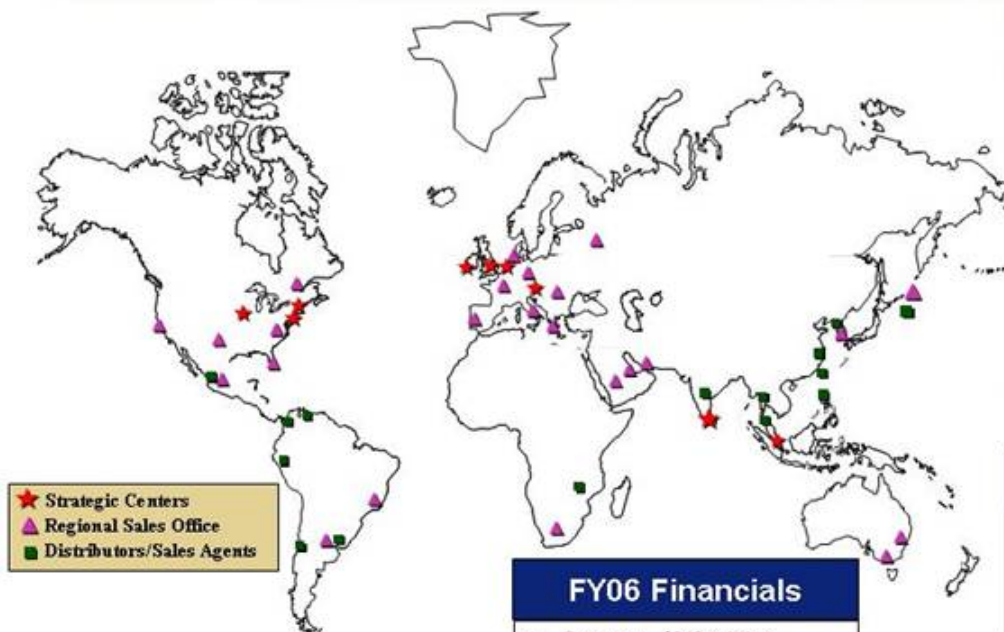 Strategic Centers
Regional Sales Office
Distributors/Sales Agents
FY06 Financials